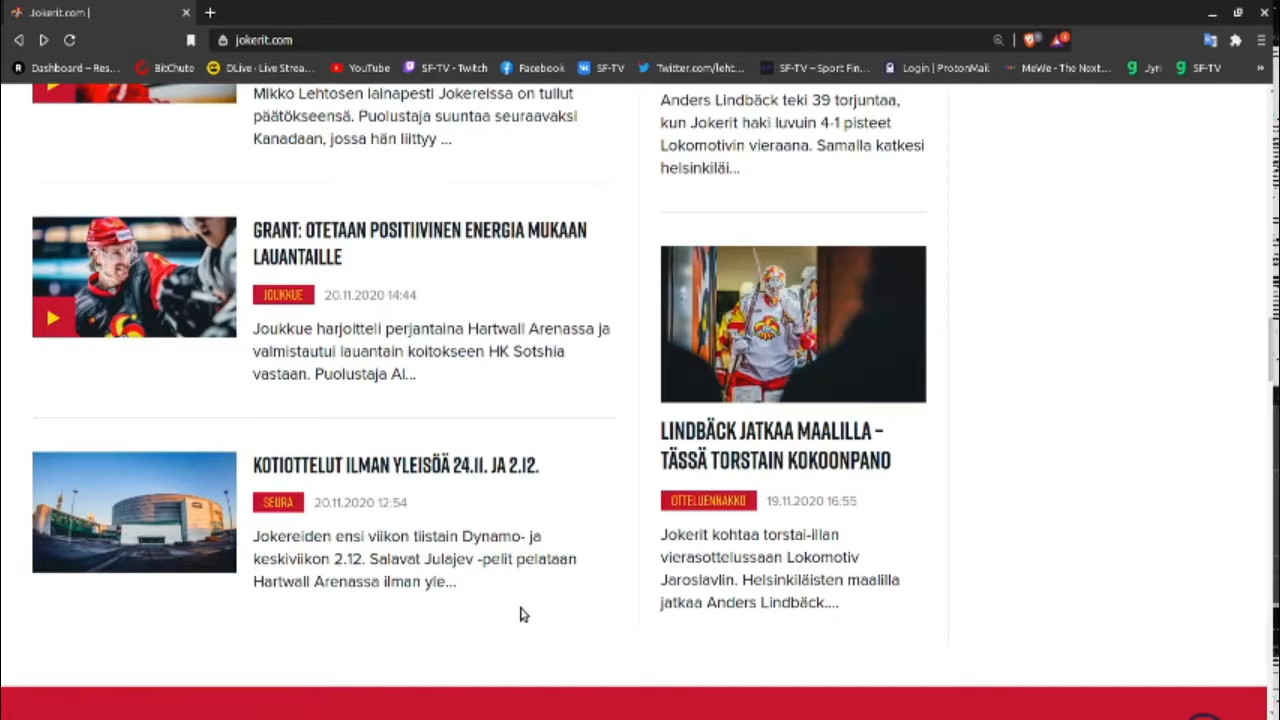 Jokerit.com |
jokerit.com
Dashboard – Res...
BitChute
DLive · Live Strea...
YouTube
SF-TV - Twitch
Facebook
SF-TV
Twitter.com/leht...
SF-TV – Sport Fin...
Login | ProtonMail
MeWe - The Next...
Jyri
SF-TV
»
Mikko Lehtosen lainapesti Jokereissa on tullut
päätökseensä. Puolustaja suuntaa seuraavaksi
Kanadaan, jossa hän liittyy ...
GRANT: OTETAAN POSITIIVINEN ENERGIA MUKAAN
LAUANTAILLE
JOUKKUE 20.11.2020 14:44
Joukkue harjoitteli perjantaina Hartwall Arenassa ja
valmistautui lauantain koitokseen HK Sotshia
vastaan. Puolustaja Al...
KOTIOTTELUT ILMAN YLEISÖÄ 24.11. JA 2.12.
SEURA 20.11.2020 12:54
Jokereiden ensi viikon tiistain Dynamo- ja
keskiviikon 2.12. Salavat Julajev -pelit pelataan
Hartwall Arenassa ilman yle...
Anders Lindbäck teki 39 torjuntaa,
kun Jokerit haki luvuin 4-1 pisteet
Lokomotivin vieraana. Samalla katkesi
helsinkiläi...
LINDBÄCK JATKAA MAALILLA –
TÄSSÄ TORSTAIN KOKOONPANO
OTTELUENNAKKO 19.11.2020 16:55
Jokerit kohtaa torstai-illan
vierasottelussaan Lokomotiv
Jaroslavlin. Helsinkiläisten maalilla
jatkaa Anders Lindbäck....